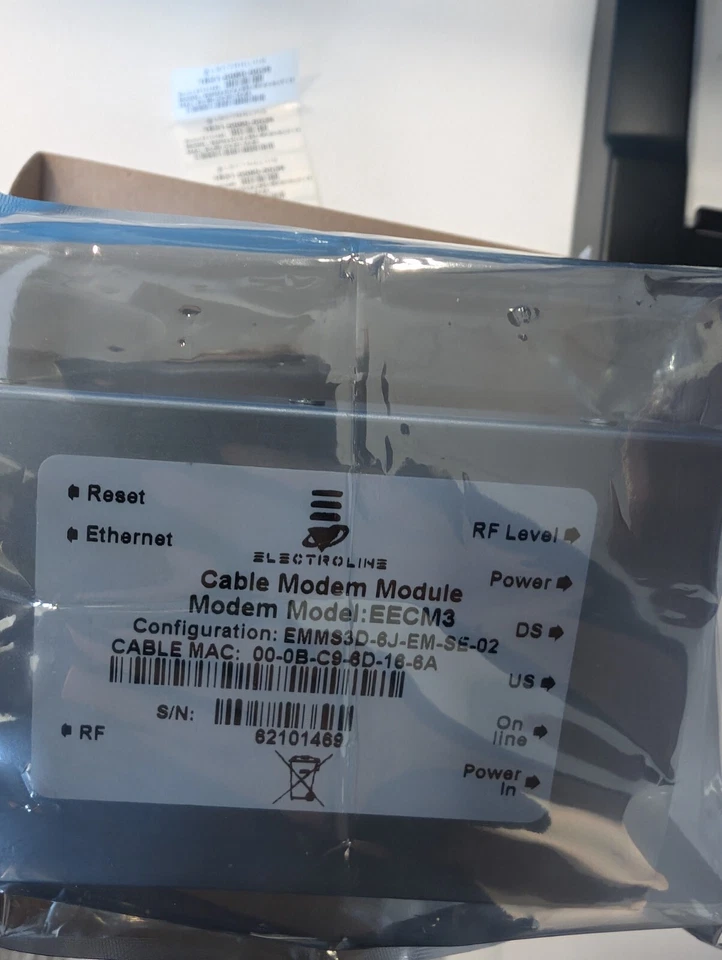 Reset
Ethernet
ELECTROLINE
RF Level
Cable Modem Module
Power
Modem Model:EECM3
Configuration: EMMS3D-6J-EM-SE-02
DS
CABLE MAC: 00-0B-C9-6D-16-6A
US
S/N:
62101469
RF
On
line
Power
In